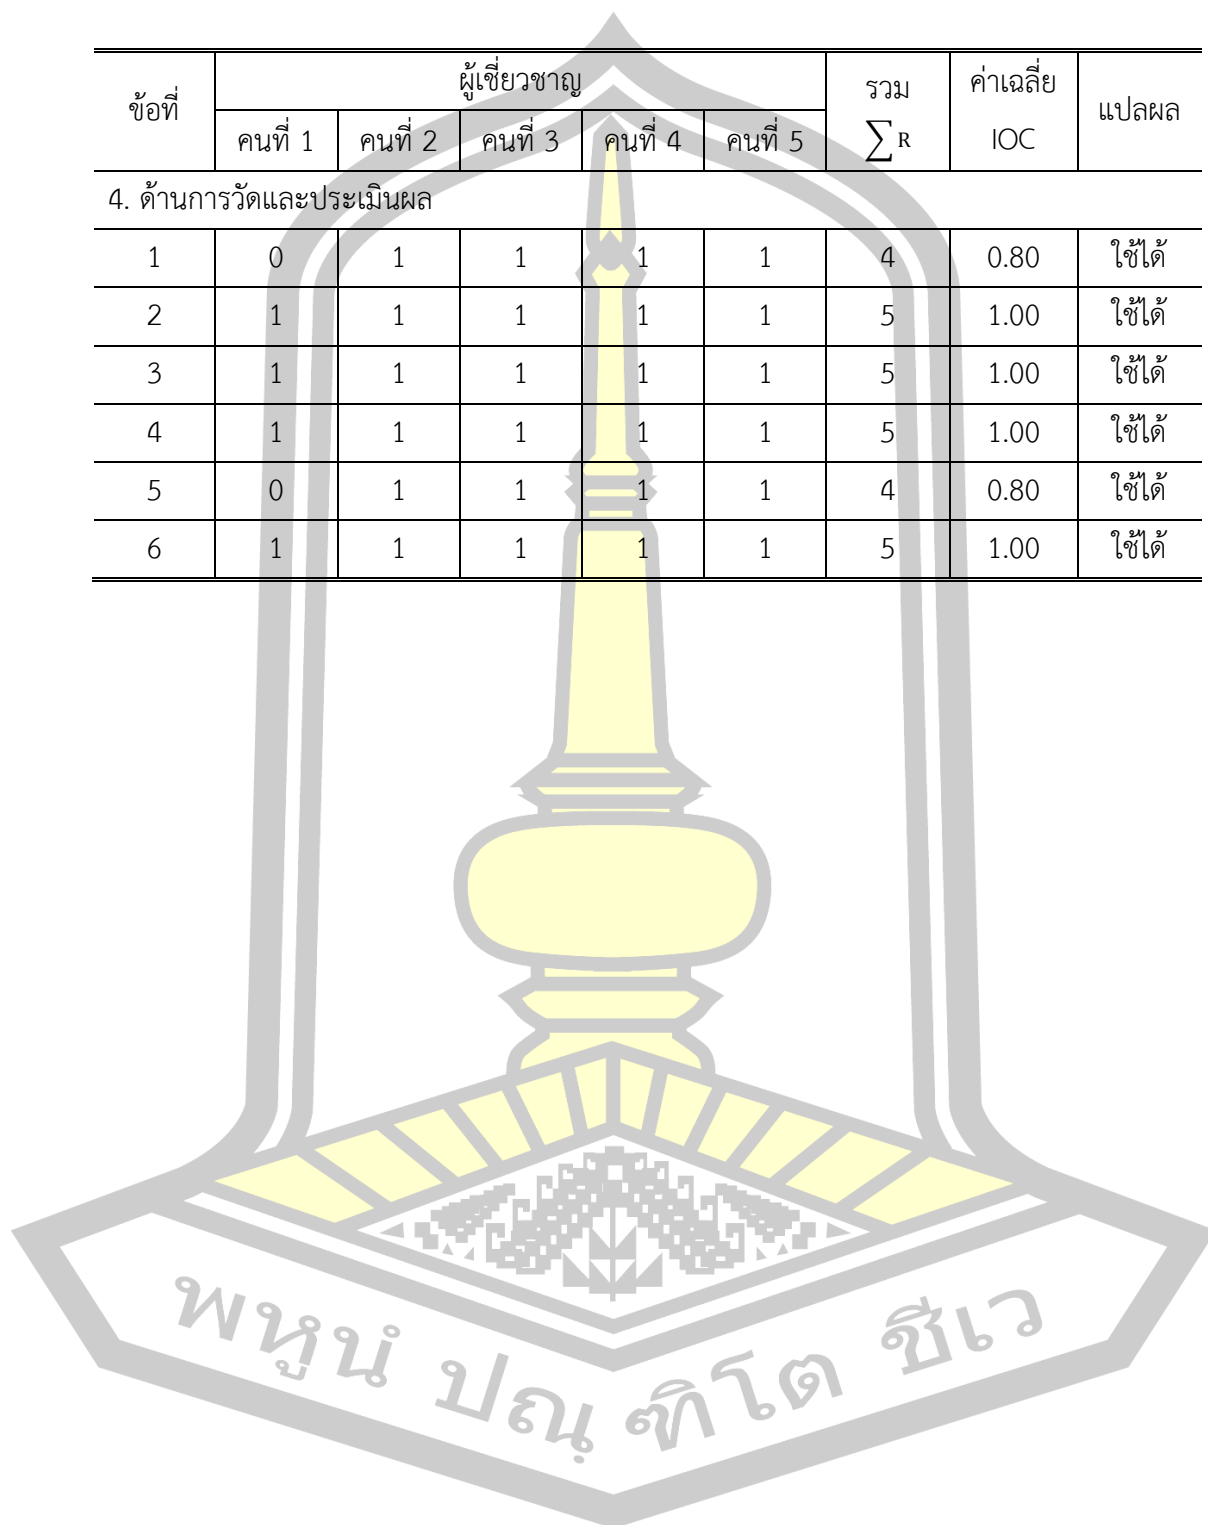 ข้อที่ ผู้เชี่ยวชาญ รวม ∑R ค่าเฉลี่ย IOC แปลผล
คนที่ 1 คนที่ 2 คนที่ 3 คนที่ 4 คนที่ 5
4. ด้านการวัดและประเมินผล
1 0 1 1 1 1 4 0.80 ใช้ได้
2 1 1 1 1 1 5 1.00 ใช้ได้
3 1 1 1 1 1 5 1.00 ใช้ได้
4 1 1 1 1 1 5 1.00 ใช้ได้
5 0 1 1 1 1 4 0.80 ใช้ได้
6 1 1 1 1 1 5 1.00 ใช้ได้
พหูนํ ปณฺฑิโต ชีเว